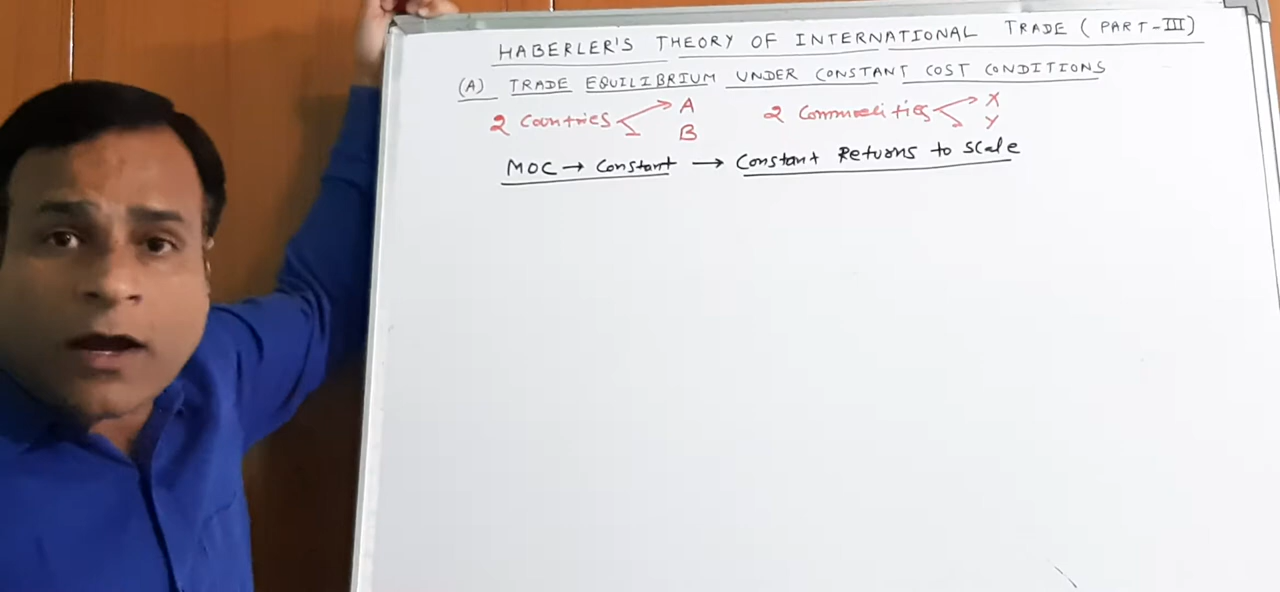 HABERLER'S THEORY OF INTERNATIONAL TRADE (PART-III)
(A) TRADE EQUILIBRIUM UNDER CONSTANT COST CONDITIONS
2 Countries → A B 2 Commodities → X Y
MOC → Constant → Constant Returns to Scale